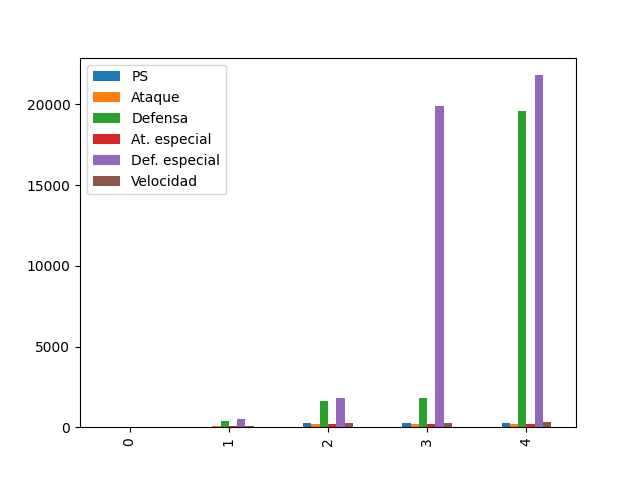 PS
Ataque
Defensa
At. especial
Def. especial
Velocidad
20000
15000
10000
5000
0
0
1
2
3
4